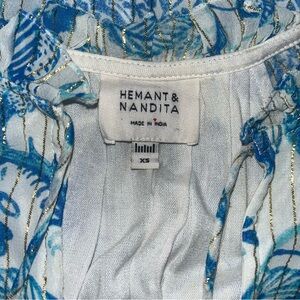 HEMANT &
NANDITA
MADE IN INDIA
XS